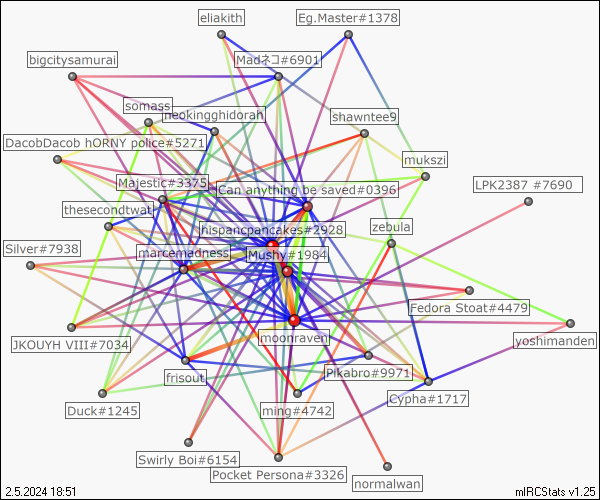 eliakith
Eg.Master#1378
bigcitysamurai
Madネコ#6901
somass
neokingghidorah
shawntee9
DacobDacob hORNY police#5271
mukszi
Majestic#3375
Can anything be saved#0396
LPK2387 #7690
thesecondtwat
hispancpancakes#2928
zebula
Silver#7938
marcemadness
Mushy#1984
Fedora Stoat#4479
JKOUYH VIII#7034
moonraven
yoshimanden
frisout
Pikabro#9971
Duck#1245
ming#4742
Cypha#1717
Swirly Boi#6154
Pocket Persona#3326
normalwan
2.5.2024 18:51
mIRCStats v1.25